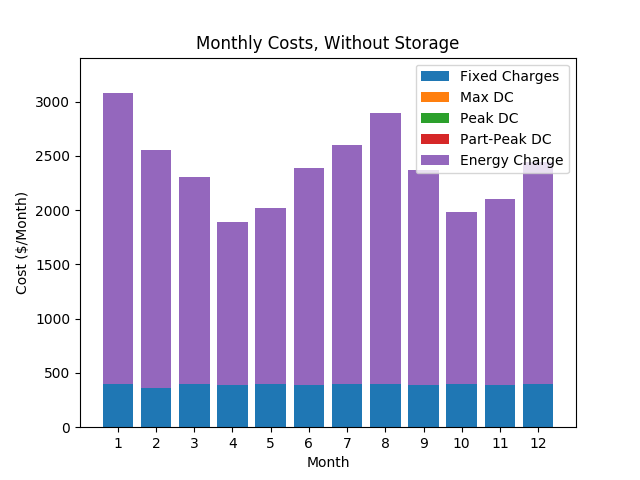 Monthly Costs, Without Storage
Fixed Charges
Max DC
Peak DC
Part-Peak DC
Energy Charge
Cost ($/Month)
3000
2500
2000
1500
1000
500
0
1 2 3 4 5 6 7 8 9 10 11 12
Month